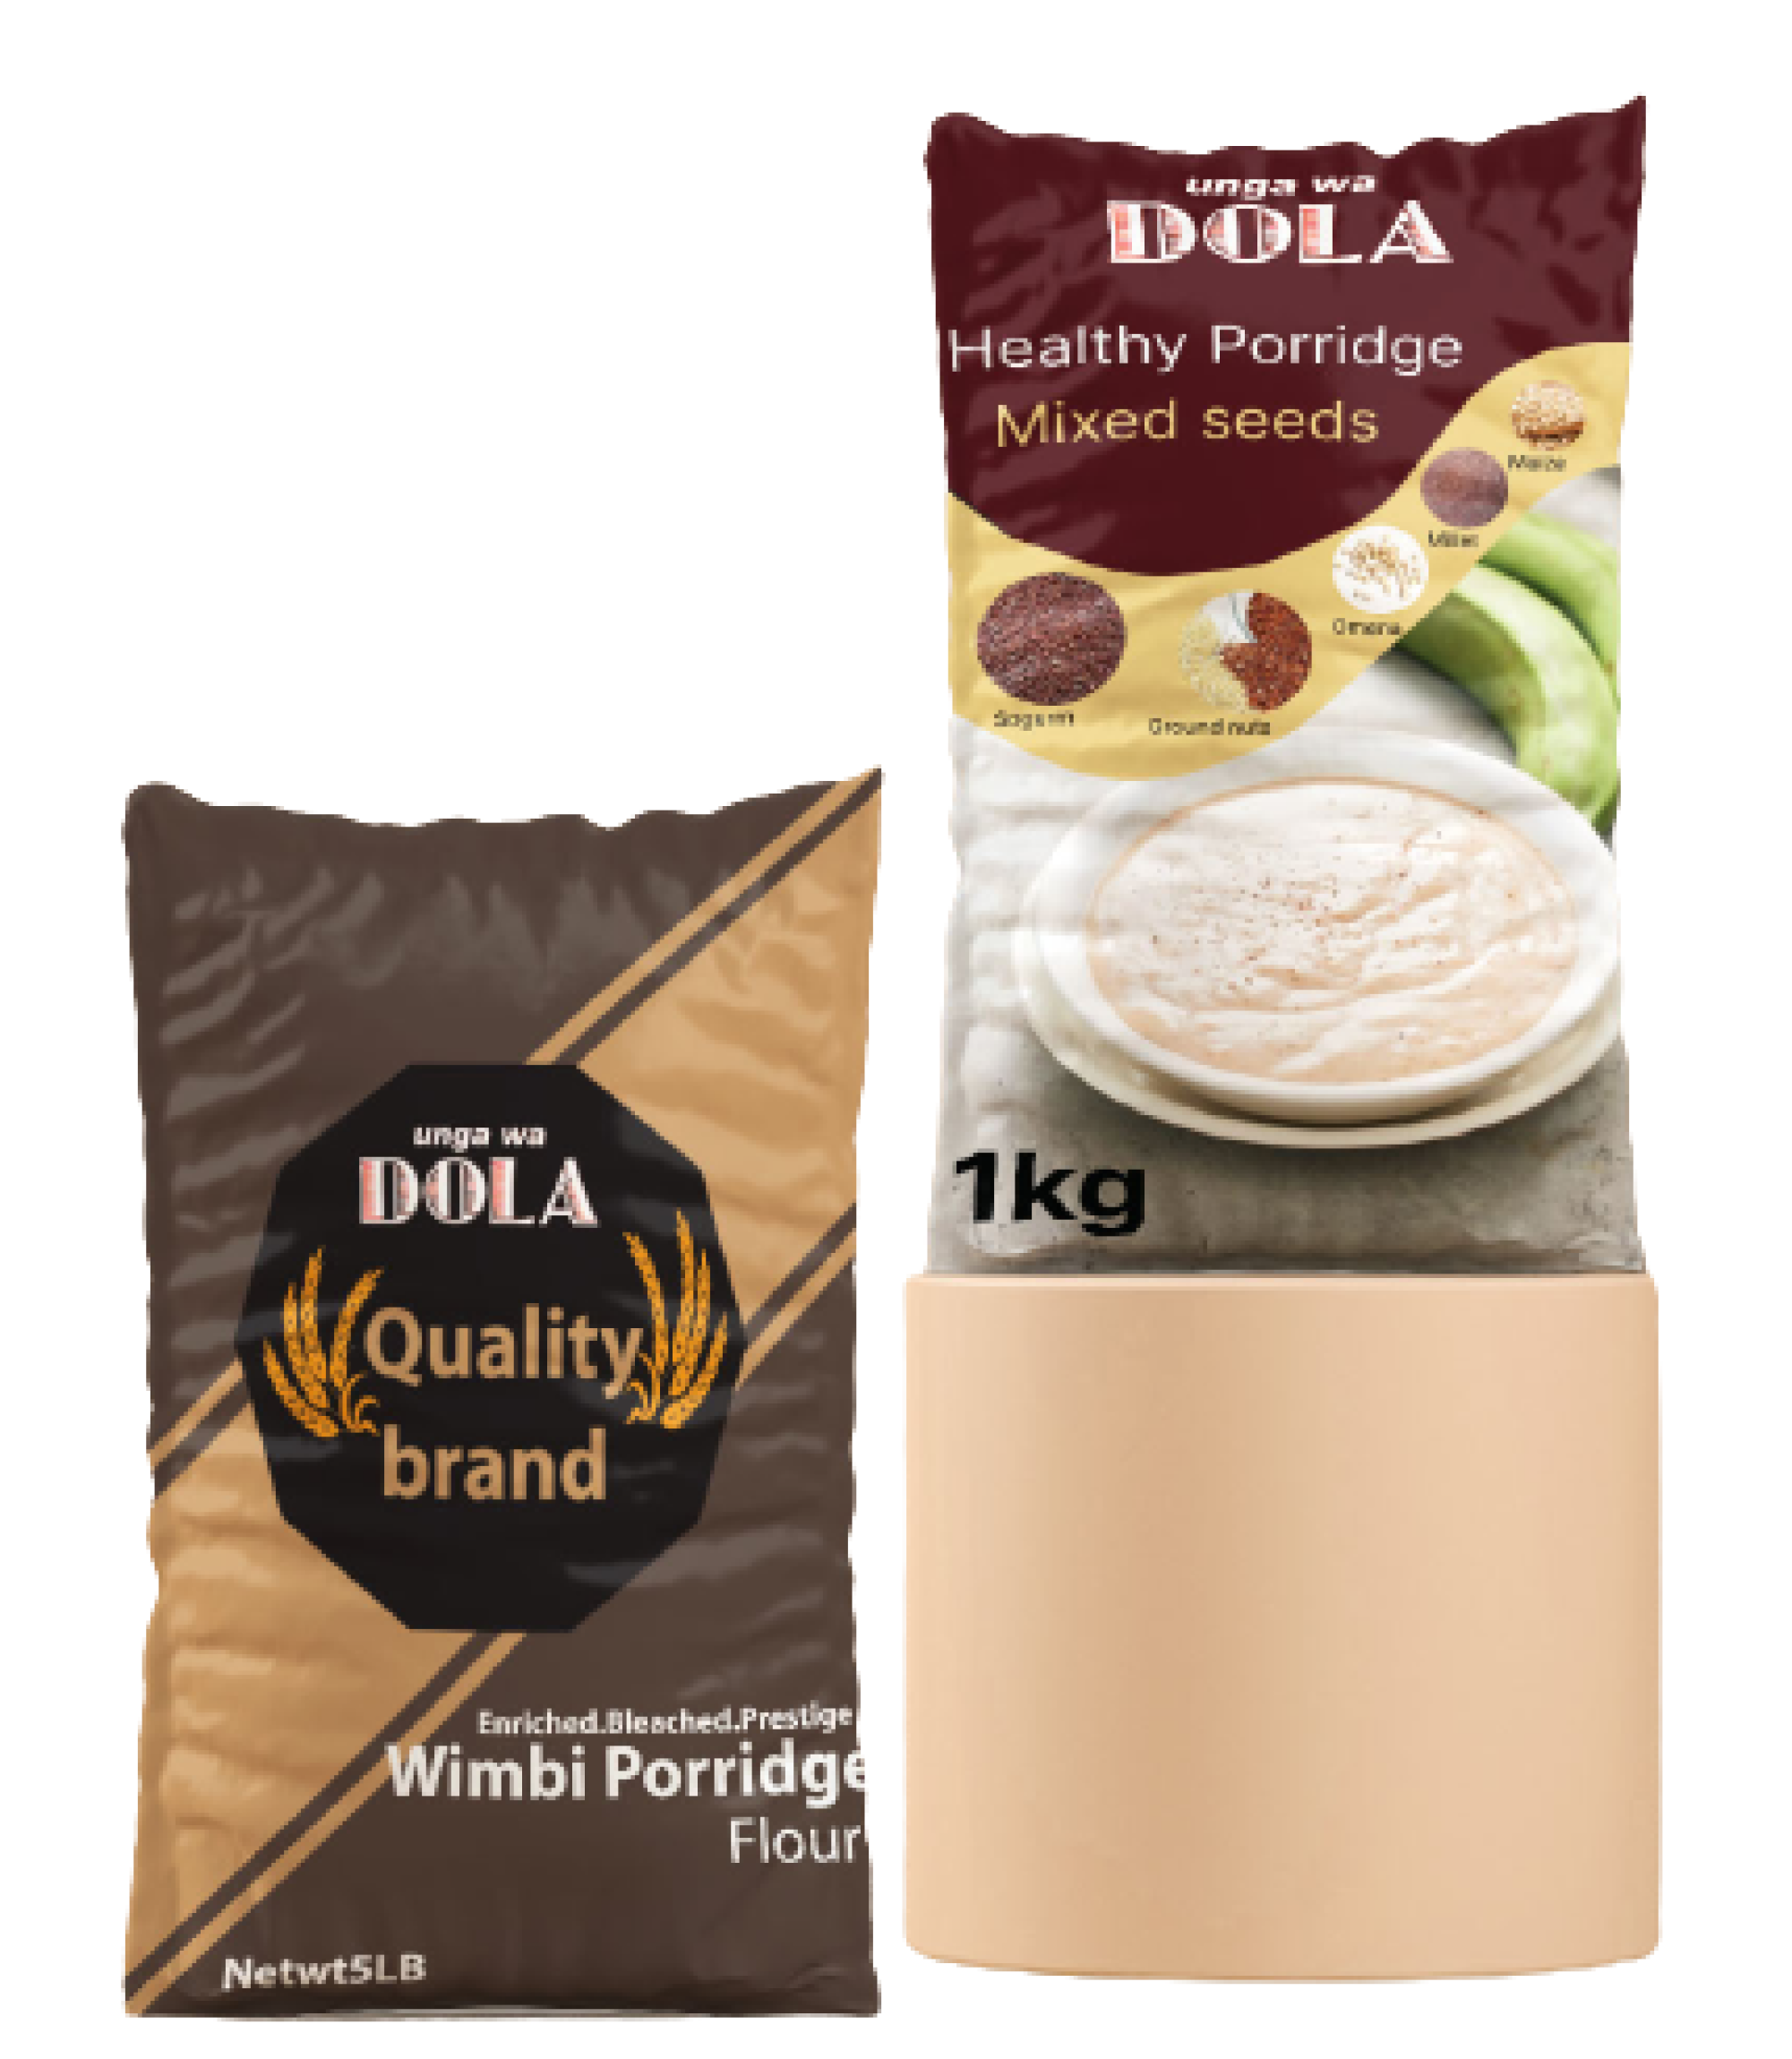 unga wa
DOLA
Healthy Porridge
Mixed seeds
Maize
Millet
Omena
Sogurm
Ground nuts
1kg
unga wa
DOLA
Quality
brand
Enriched.Bleached.Prestige
Wimbi Porridge
Flour
Netwt5LB